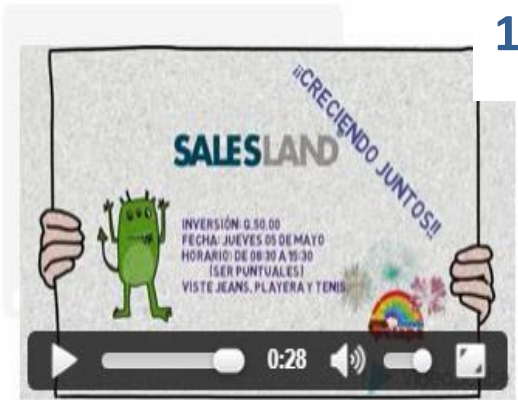 1
¡¡CRECIENDO JUNTOS!!
SALESLAND
INVERSIÓN: Q.50.00
FECHA: JUEVES 05 DE MAYO
HORARIO: DE 08:30 A 15:30
(SER PUNTUALES)
VISTE JEANS, PLAYERA Y TENIS
0:28